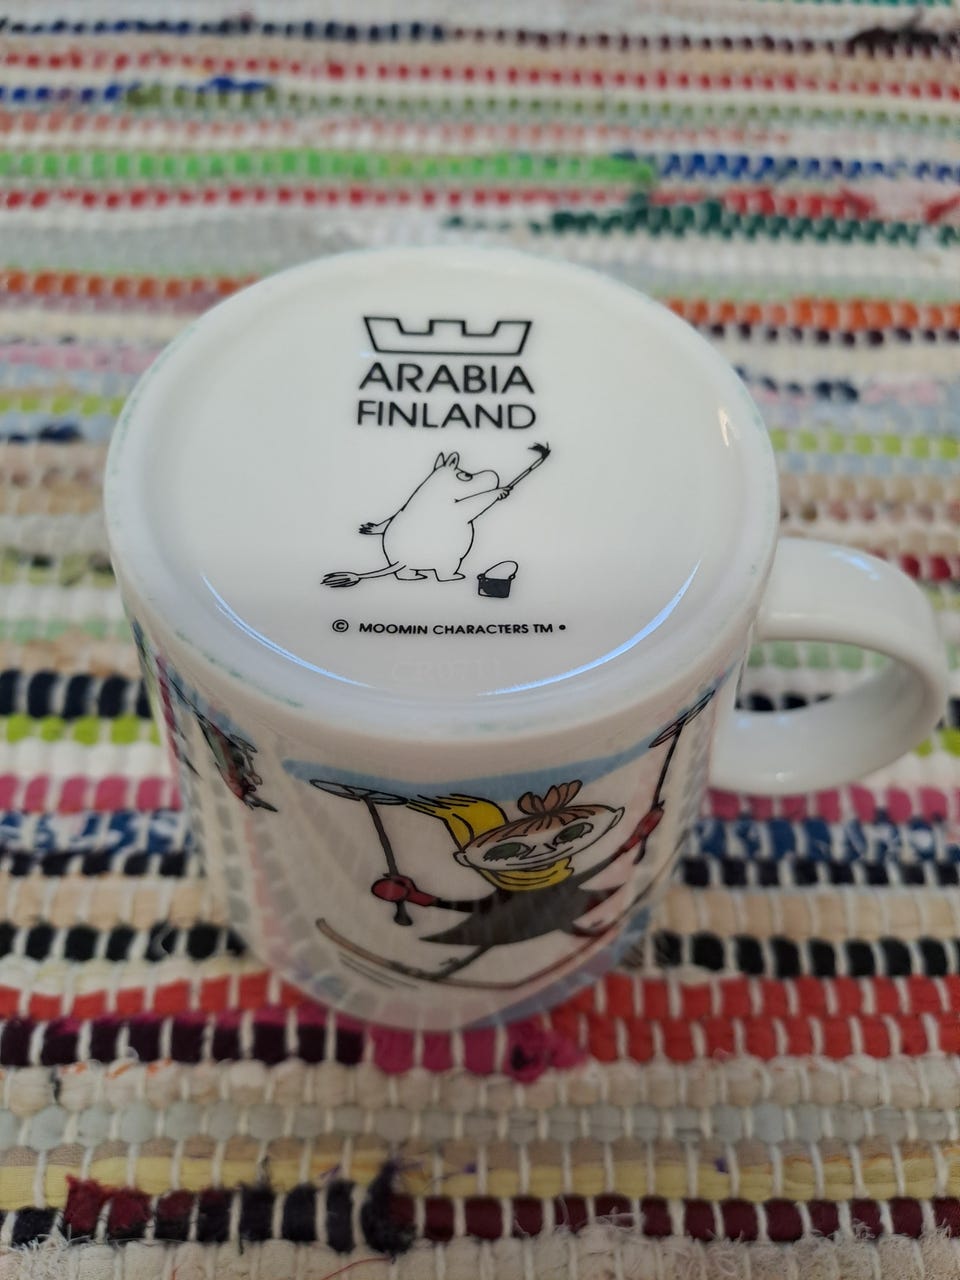 ARABIA
FINLAND
© MOOMIN CHARACTERS TM •